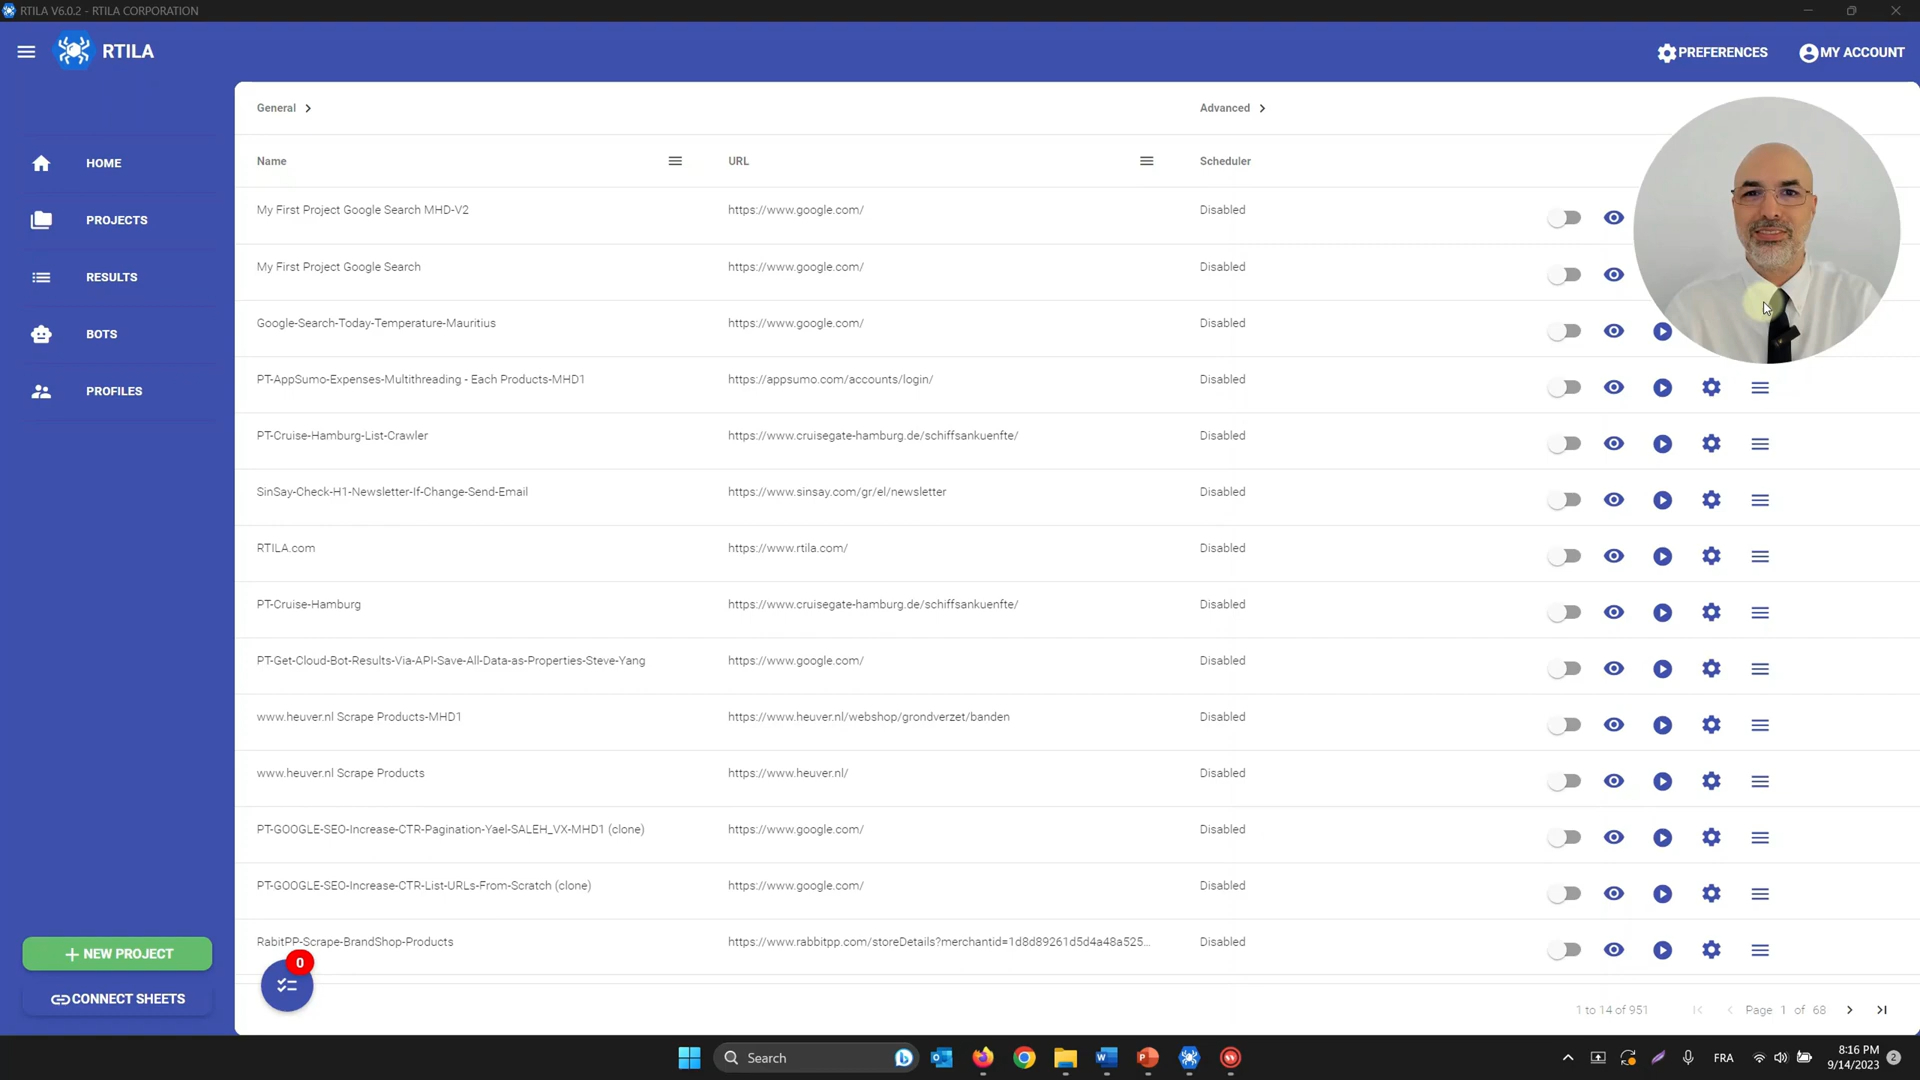 RTILA V6.0.2 - RTILA CORPORATION
RTILA
PREFERENCES
MY ACCOUNT
HOME
PROJECTS
RESULTS
BOTS
PROFILES
NEW PROJECT
CONNECT SHEETS
General
Advanced
Name URL Scheduler
My First Project Google Search MHD-V2 https://www.google.com/ Disabled
My First Project Google Search https://www.google.com/ Disabled
Google-Search-Today-Temperature-Mauritius https://www.google.com/ Disabled
PT-AppSumo-Expenses-Multithreading - Each Products-MHD1 https://appsumo.com/accounts/login/ Disabled
PT-Cruise-Hamburg-List-Crawler https://www.cruisegate-hamburg.de/schiffsankuenfte/ Disabled
SinSay-Check-H1-Newsletter-If-Change-Send-Email https://www.sinsay.com/gr/el/newsletter Disabled
RTILA.com https://www.rtila.com/ Disabled
PT-Cruise-Hamburg https://www.cruisegate-hamburg.de/schiffsankuenfte/ Disabled
PT-Get-Cloud-Bot-Results-Via-API-Save-All-Data-as-Properties-Steve-Yang https://www.google.com/ Disabled
www.heuver.nl Scrape Products-MHD1 https://www.heuver.nl/webshop/grondverzet/banden Disabled
www.heuver.nl Scrape Products https://www.heuver.nl/ Disabled
PT-GOOGLE-SEO-Increase-CTR-Pagination-Yael-SALEH_VX-MHD1 (clone) https://www.google.com/ Disabled
PT-GOOGLE-SEO-Increase-CTR-List-URLs-From-Scratch (clone) https://www.google.com/ Disabled
RabitPP-Scrape-BrandShop-Products https://www.rabbitpp.com/storeDetails?merchantid=1d8d89261d5d4a48a525... Disabled
0
1 to 14 of 951 Page 1 of 68
Search
FRA
8:16 PM
9/14/2023
2